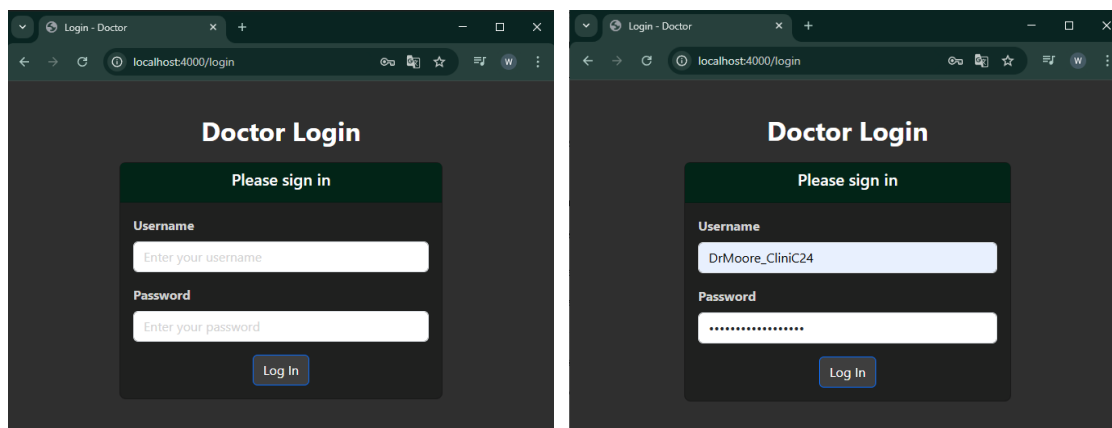 Login - Doctor
localhost:4000/login
W
Doctor Login
Please sign in
Username
Enter your username
Password
Enter your password
Log In
Login - Doctor
localhost:4000/login
W
Doctor Login
Please sign in
Username
DrMoore_CliniC24
Password
••••••••••••••••••
Log In